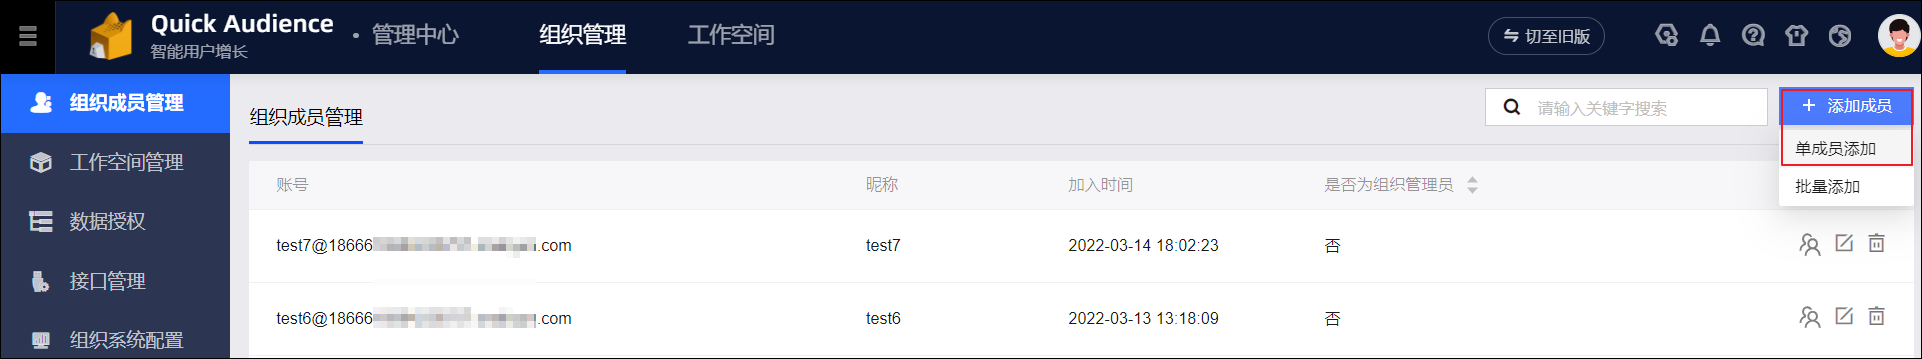 Quick Audience
智能用户增长
· 管理中心
组织管理
工作空间
切至旧版
组织成员管理
工作空间管理
数据授权
接口管理
组织系统配置
组织成员管理
请输入关键字搜索
+ 添加成员
单成员添加
批量添加
账号 昵称 加入时间 是否为组织管理员
test7@18666 .com test7 2022-03-14 18:02:23 否
test6@18666 .com test6 2022-03-13 13:18:09 否